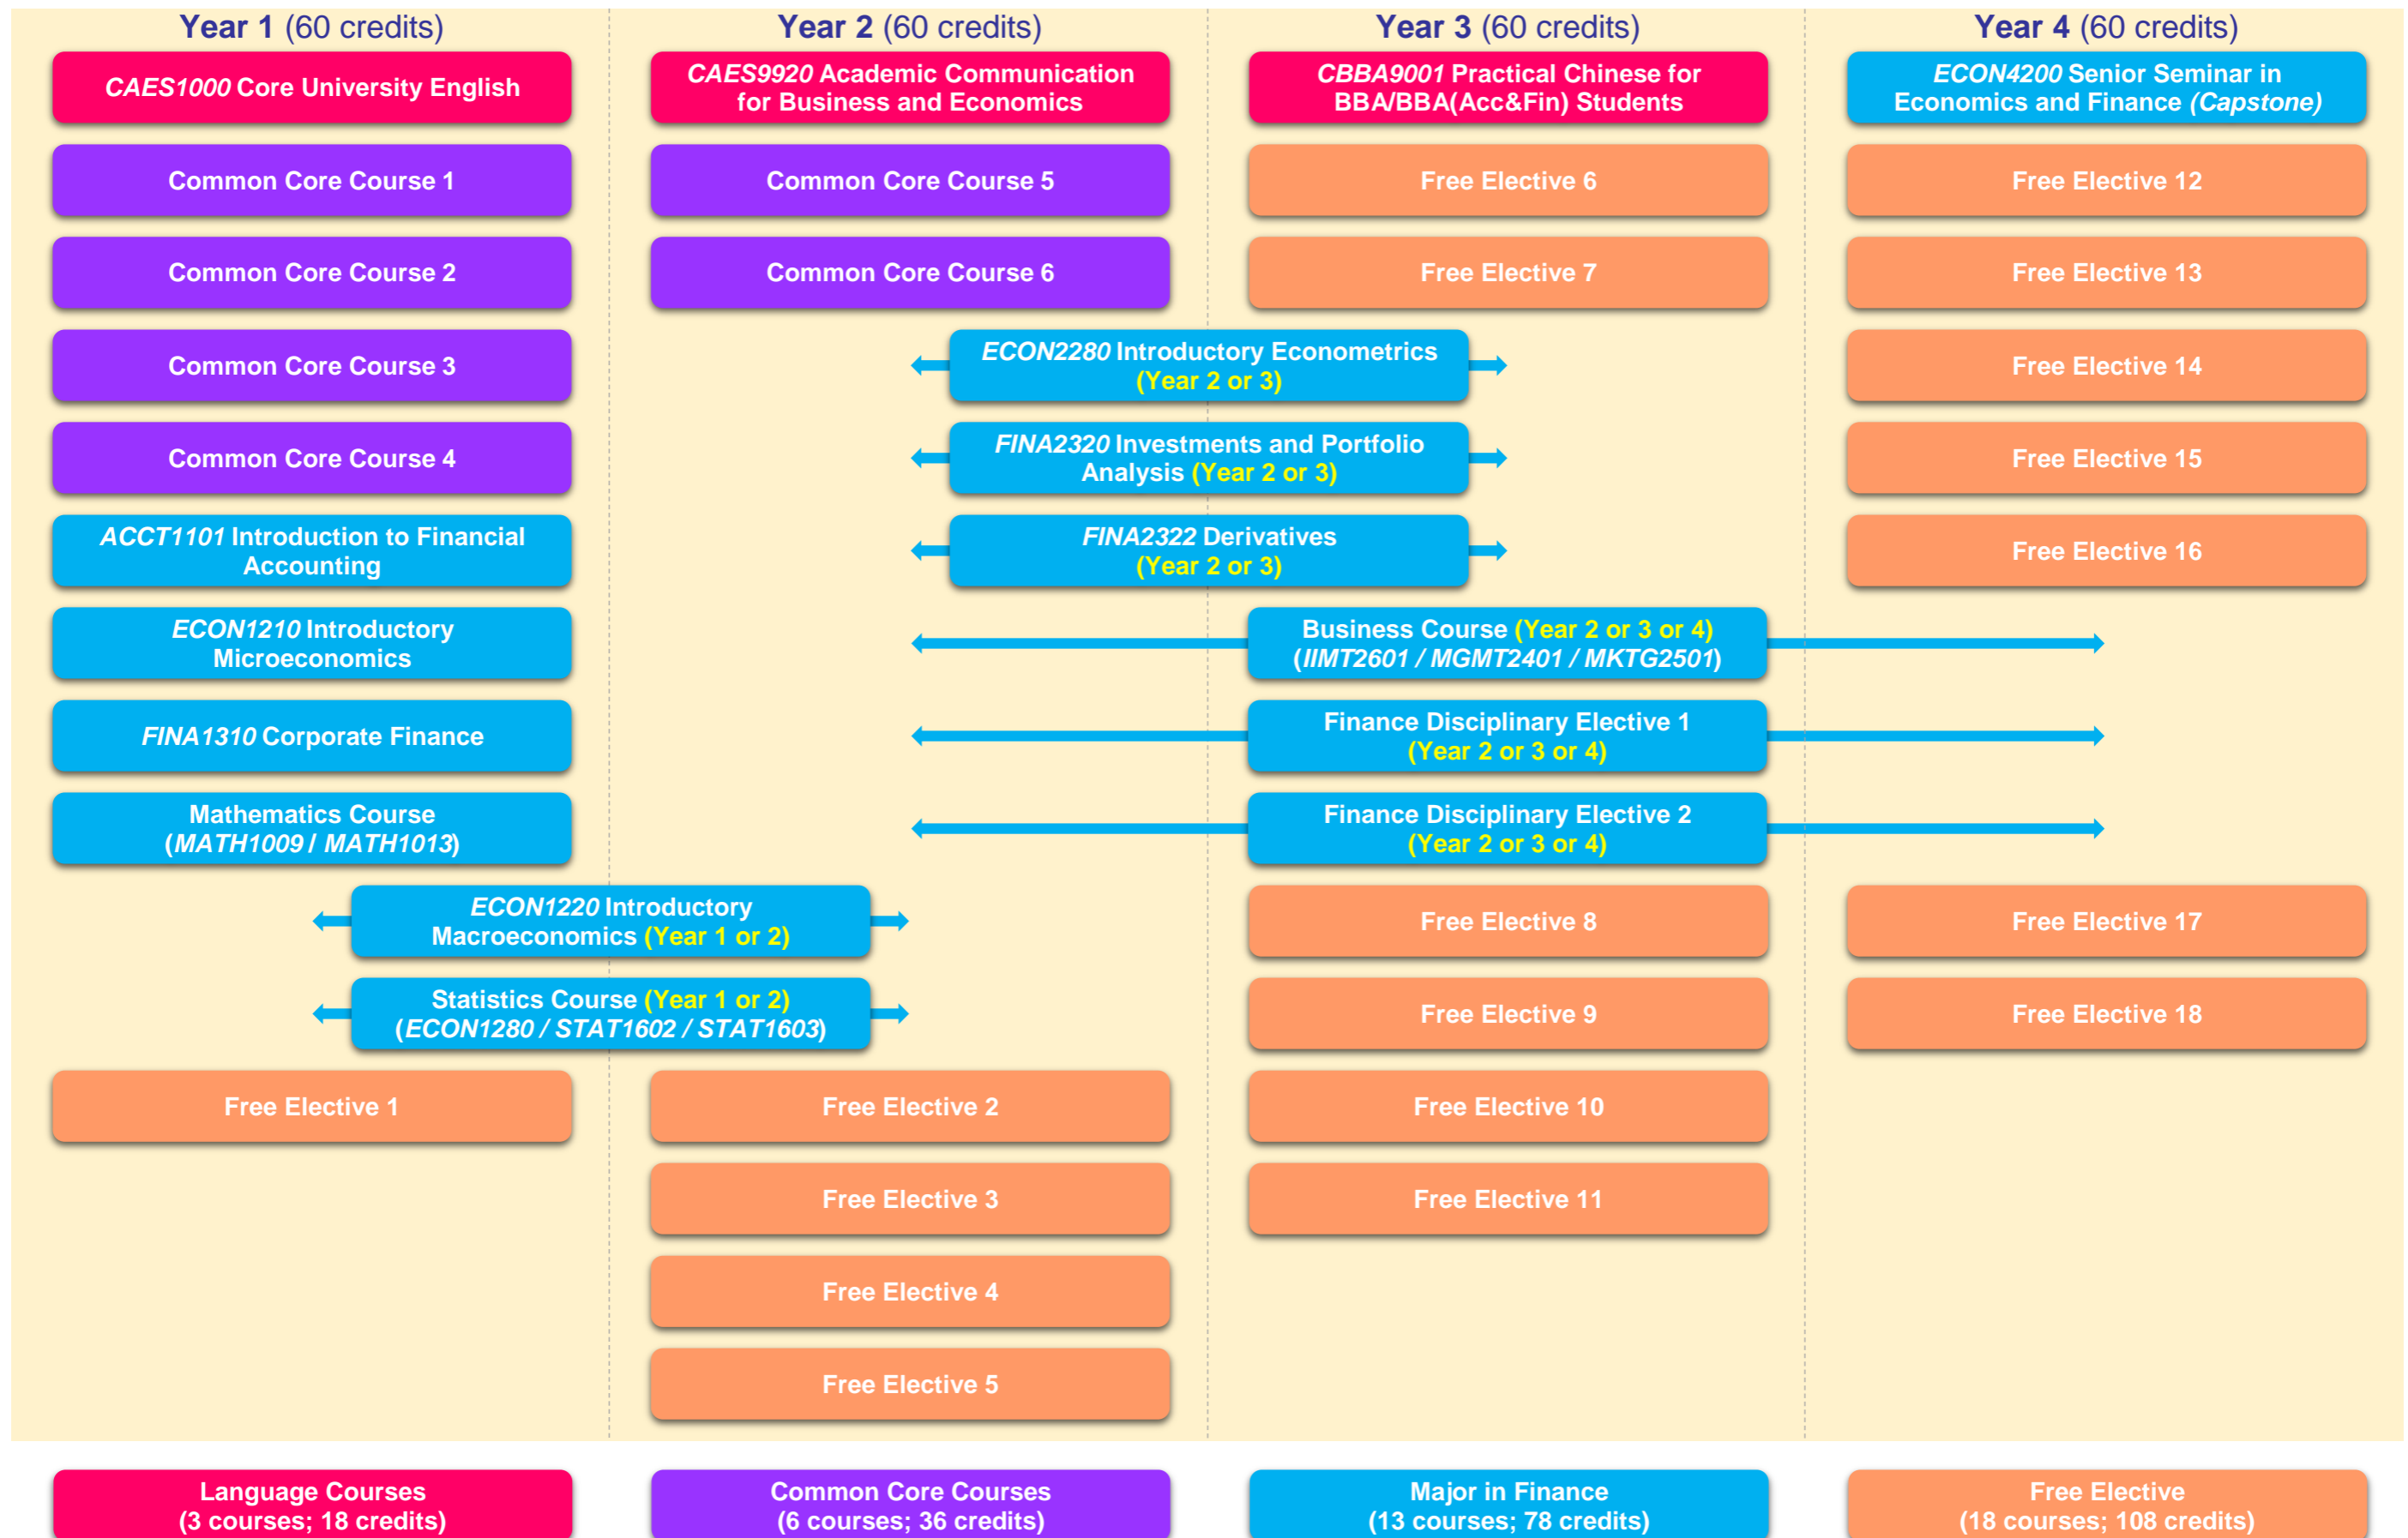 Year 1 (60 credits)
Year 2 (60 credits)
Year 3 (60 credits)
Year 4 (60 credits)
CAES1000 Core University English
CAES9920 Academic Communication
for Business and Economics
CBBA9001 Practical Chinese for
BBA/BBA(Acc&Fin) Students
ECON4200 Senior Seminar in
Economics and Finance (Capstone)
Common Core Course 1
Common Core Course 5
Free Elective 6
Free Elective 12
Common Core Course 2
Common Core Course 6
Free Elective 7
Free Elective 13
Common Core Course 3
ECON2280 Introductory Econometrics
(Year 2 or 3)
Free Elective 14
Common Core Course 4
FINA2320 Investments and Portfolio
Analysis (Year 2 or 3)
Free Elective 15
ACCT1101 Introduction to Financial
Accounting
FINA2322 Derivatives
(Year 2 or 3)
Free Elective 16
ECON1210 Introductory
Microeconomics
Business Course (Year 2 or 3 or 4)
(IIMT2601 / MGMT2401 / MKTG2501)
FINA1310 Corporate Finance
Finance Disciplinary Elective 1
(Year 2 or 3 or 4)
Mathematics Course
(MATH1009 / MATH1013)
Finance Disciplinary Elective 2
(Year 2 or 3 or 4)
ECON1220 Introductory
Macroeconomics (Year 1 or 2)
Free Elective 8
Free Elective 17
Statistics Course (Year 1 or 2)
(ECON1280 / STAT1602 / STAT1603)
Free Elective 9
Free Elective 18
Free Elective 1
Free Elective 2
Free Elective 10
Free Elective 3
Free Elective 11
Free Elective 4
Free Elective 5
Language Courses
(3 courses; 18 credits)
Common Core Courses
(6 courses; 36 credits)
Major in Finance
(13 courses; 78 credits)
Free Elective
(18 courses; 108 credits)